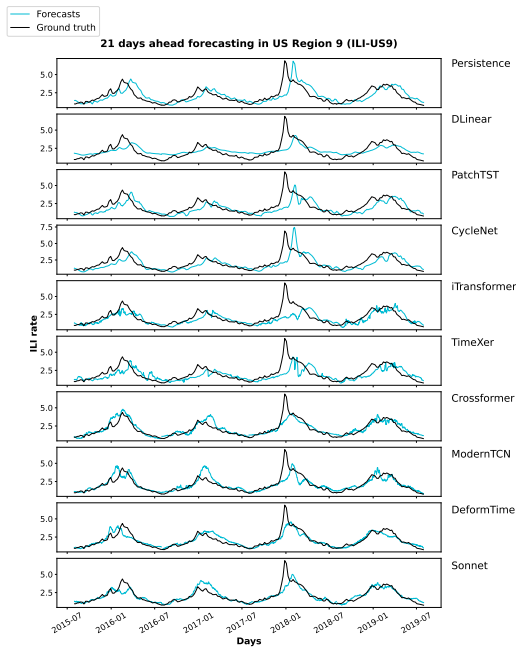 Forecasts
Ground truth
21 days ahead forecasting in US Region 9 (ILI-US9)
Persistence
5.0
2.5
DLinear
5.0
2.5
PatchTST
5.0
2.5
CycleNet
7.5
5.0
2.5
iTransformer
5.0
2.5
ILI rate
TimeXer
5.0
2.5
Crossformer
5.0
2.5
ModernTCN
5.0
2.5
DeformTime
5.0
2.5
Sonnet
5.0
2.5
2015-07
2016-01
2016-07
2017-01
2017-07
2018-01
2018-07
2019-01
2019-07
Days